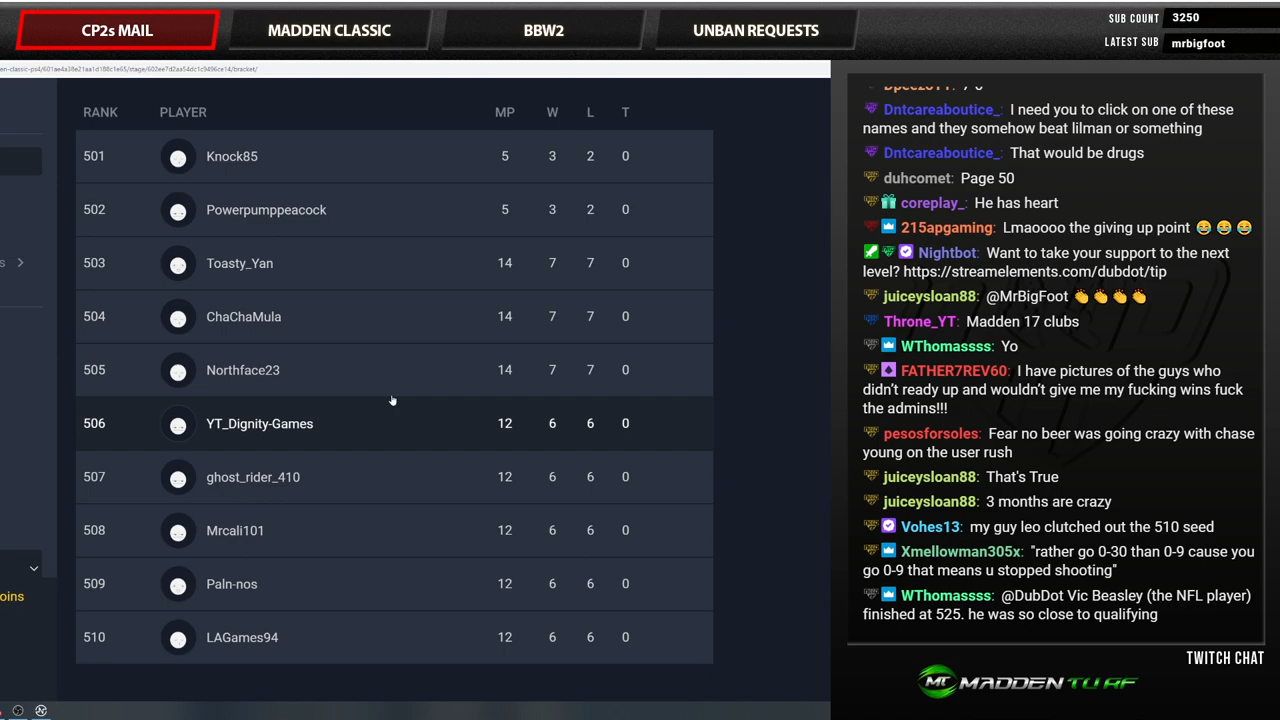 CP2s MAIL
MADDEN CLASSIC
BBW2
UNBAN REQUESTS
SUB COUNT 3250
LATEST SUB mrbigfoot
RANK PLAYER MP W L T
501 Knock85 5 3 2 0
502 Powerpumppeacock 5 3 2 0
503 Toasty_Yan 14 7 7 0
504 ChaChaMula 14 7 7 0
505 Northface23 14 7 7 0
506 YT_Dignity-Games 12 6 6 0
507 ghost_rider_410 12 6 6 0
508 Mrcali101 12 6 6 0
509 Paln-nos 12 6 6 0
510 LAGames94 12 6 6 0
oins
Dntcareaboutice_: I need you to click on one of these
names and they somehow beat lilman or something
Dntcareaboutice_: That would be drugs
duhcomet: Page 50
coreplay_: He has heart
215apgaming: Lmaoooo the giving up point 😂 😂 😂
Nightbot: Want to take your support to the next
level? https://streamelements.com/dubdot/tip
juiceysloan88: @MrBigFoot 👏 👏 👏 👏
Throne_YT: Madden 17 clubs
WThomassss: Yo
FATHER7REV60: I have pictures of the guys who
didn't ready up and wouldn't give me my fucking wins fuck
the admins!!!
pesosforsoles: Fear no beer was going crazy with chase
young on the user rush
juiceysloan88: That's True
juiceysloan88: 3 months are crazy
Vohes13: my guy leo clutched out the 510 seed
Xmellowman305x: "rather go 0-30 than 0-9 cause you
go 0-9 that means u stopped shooting"
WThomassss: @DubDot Vic Beasley (the NFL player)
finished at 525. he was so close to qualifying
TWITCH CHAT
MT MADDEN TURF